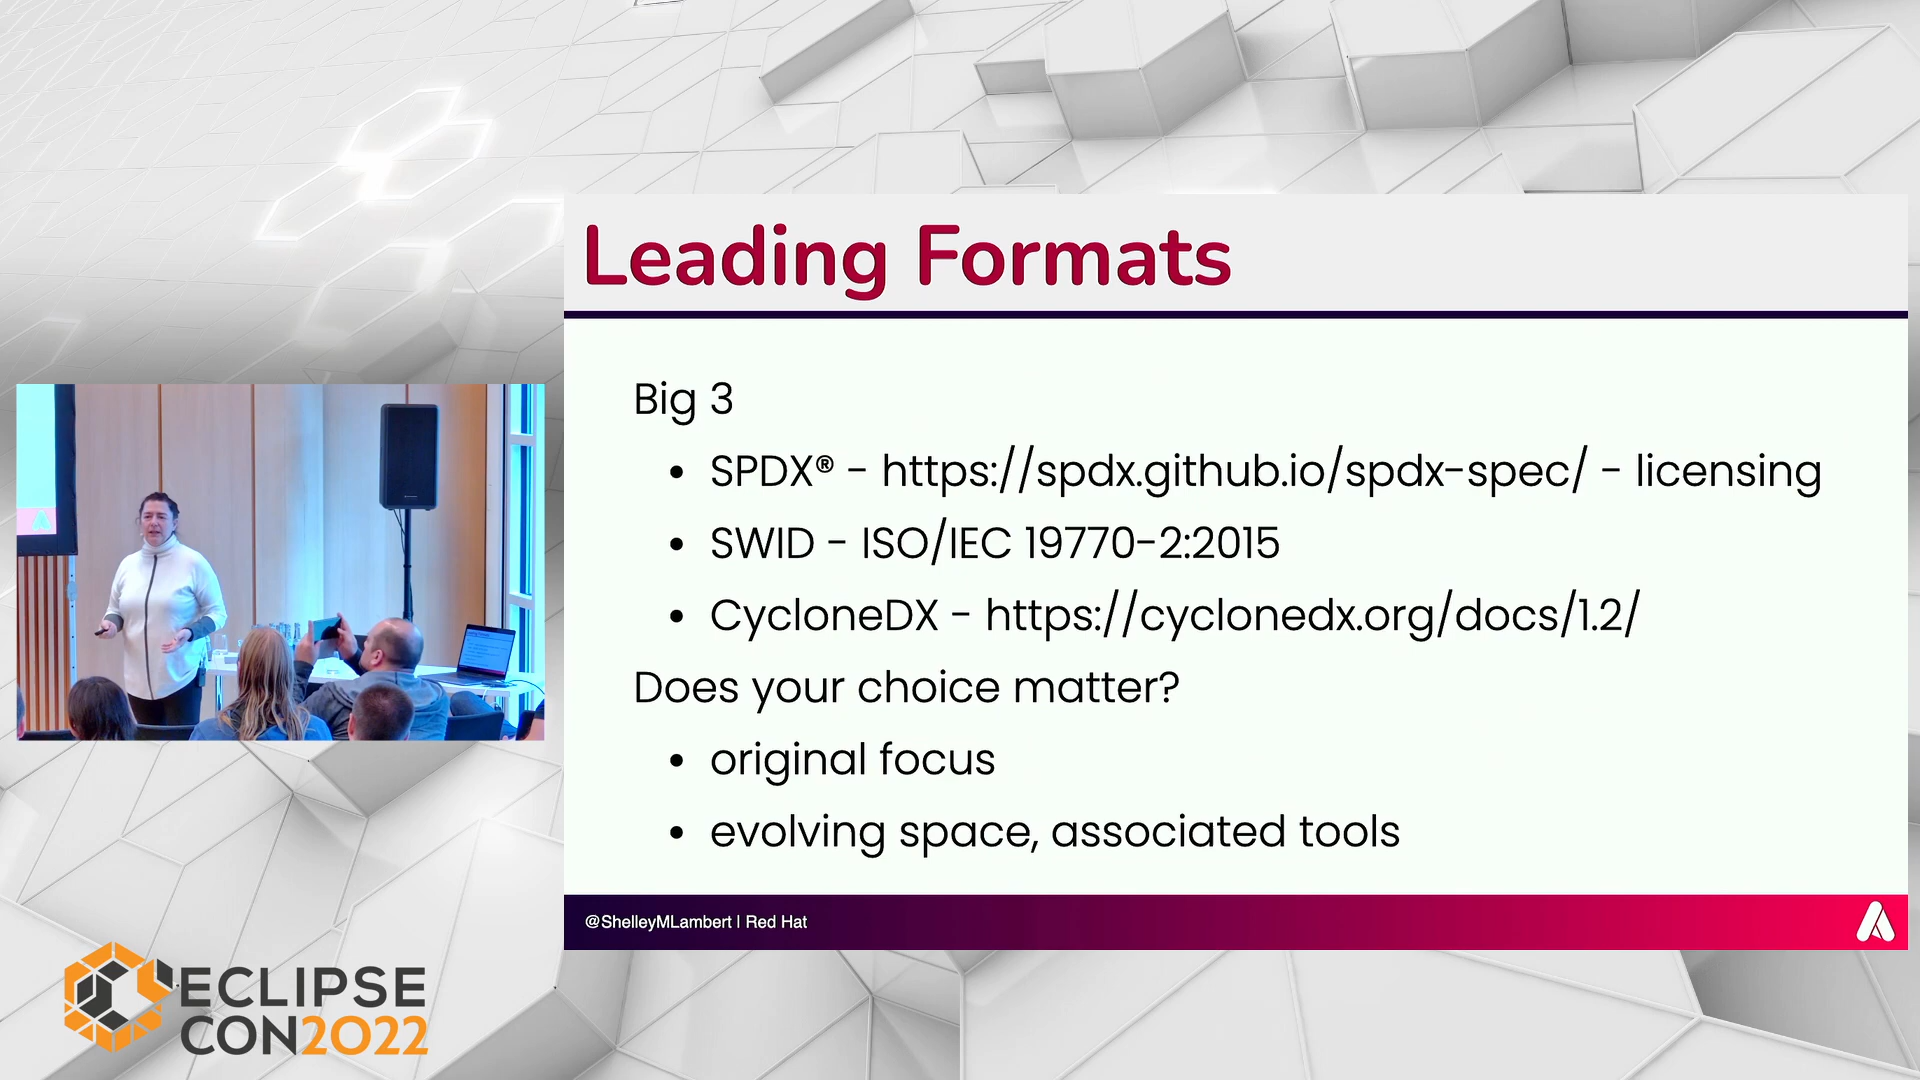 Leading Formats
Big 3
• SPDX® - https://spdx.github.io/spdx-spec/ - licensing
• SWID - ISO/IEC 19770-2:2015
• CycloneDX - https://cyclonedx.org/docs/1.2/
Does your choice matter?
• original focus
• evolving space, associated tools
@ShelleyMLambert | Red Hat
ECLIPSE
CON2022